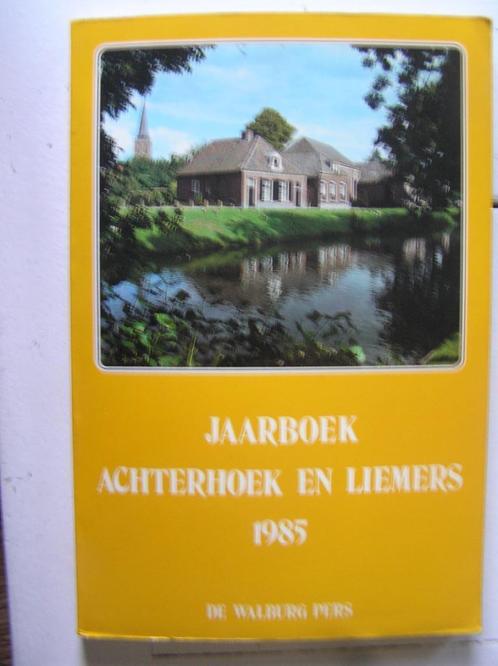 JAARBOEK
ACHTERHOEK EN LIEMERS
1985
DE WALBURG PERS